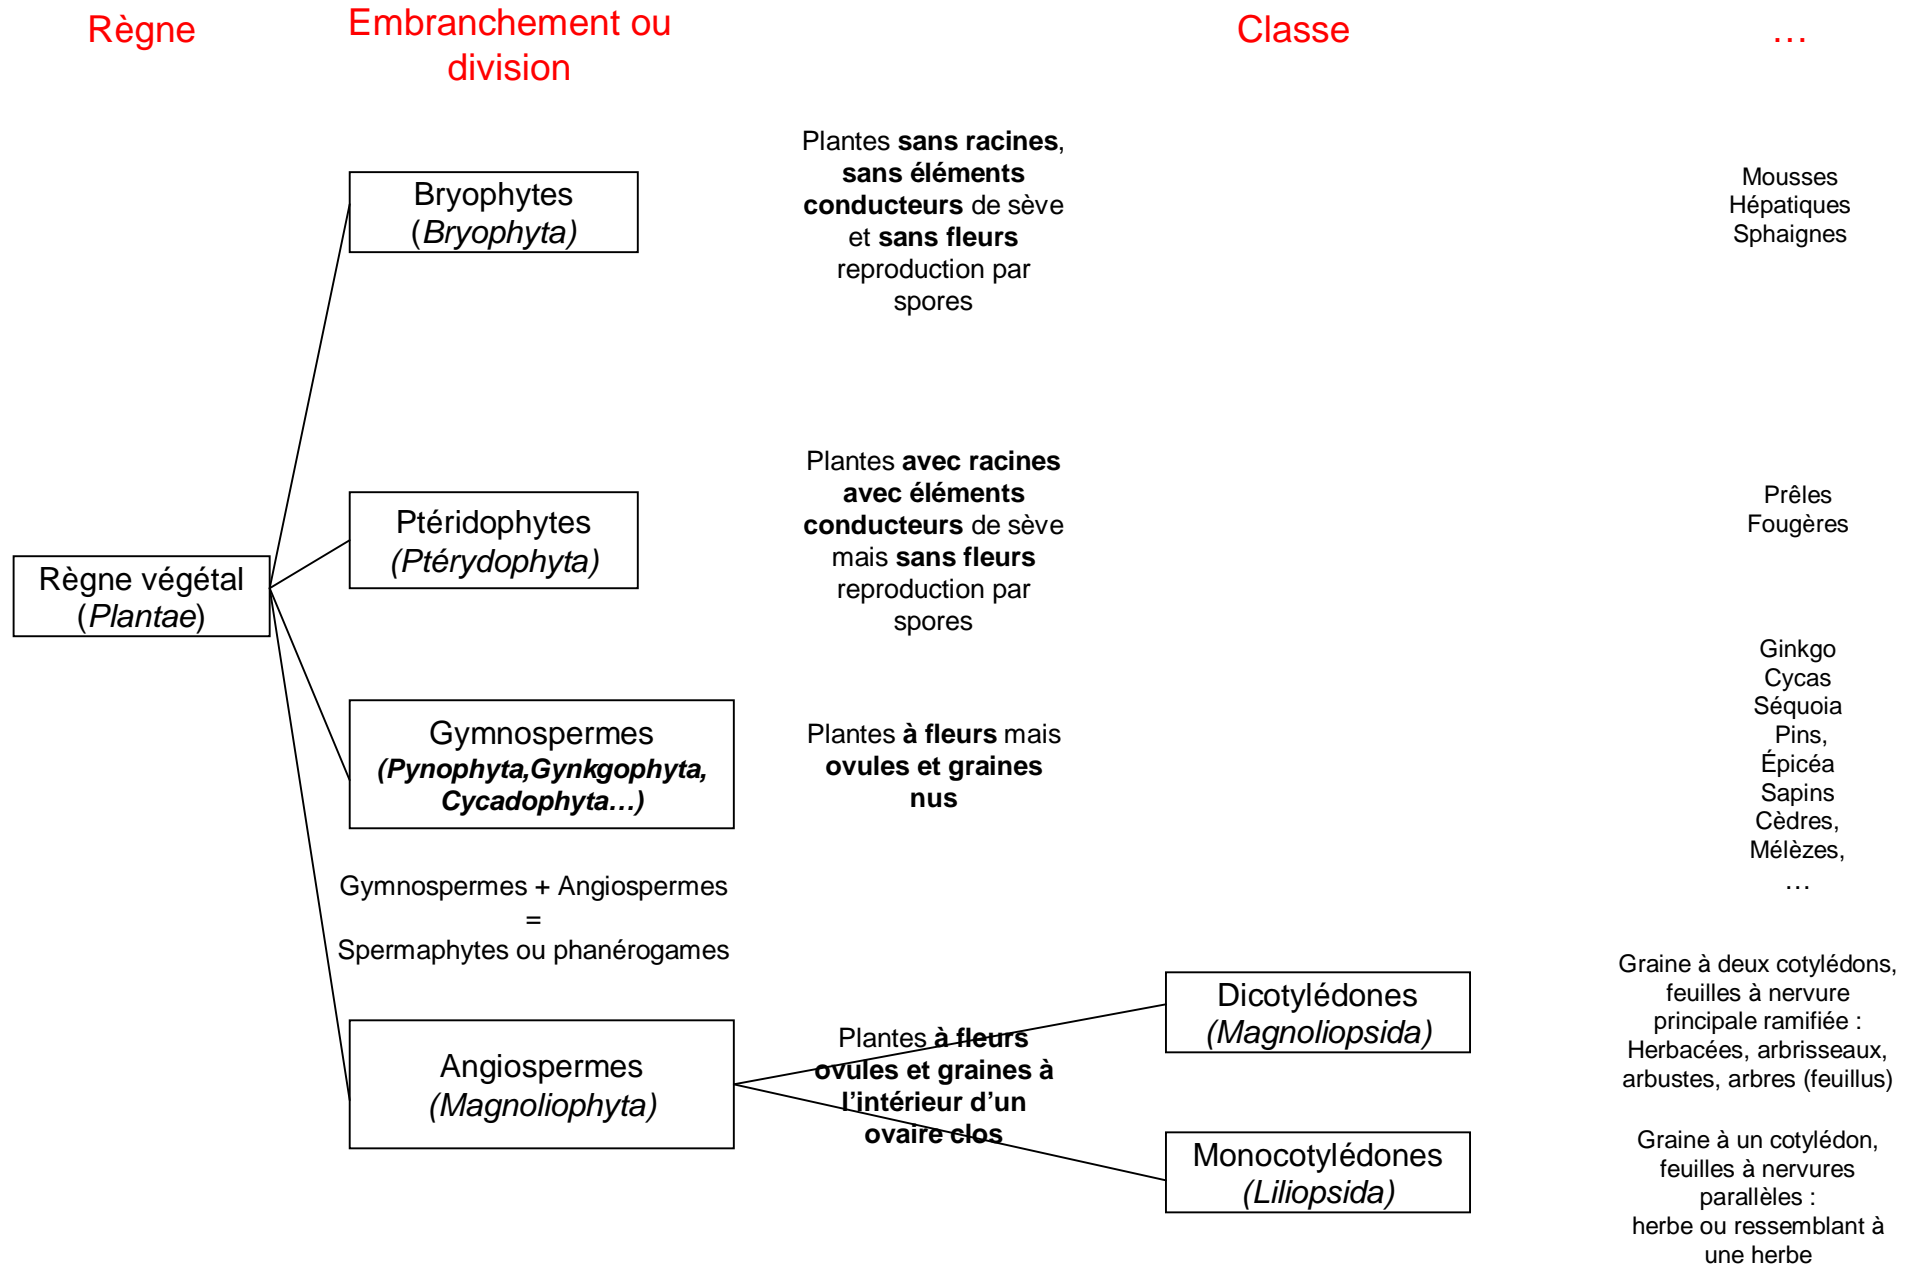 Règne
Embranchement ou
division
Classe
…
Plantes sans racines,
sans éléments
conducteurs de sève
et sans fleurs
reproduction par
spores
Bryophytes
(Bryophyta)
Mousses
Hépatiques
Sphaignes
Plantes avec racines
avec éléments
conducteurs de sève
mais sans fleurs
reproduction par
spores
Ptéridophytes
(Ptérydophyta)
Prêles
Fougères
Règne végétal
(Plantae)
Gymnospermes
(Pynophyta,Gynkgophyta,
Cycadophyta…)
Plantes à fleurs mais
ovules et graines
nus
Ginkgo
Cycas
Séquoia
Pins,
Épicéa
Sapins
Cèdres,
Mélèzes,
…
Gymnospermes + Angiospermes
=
Spermaphytes ou phanérogames
Angiospermes
(Magnoliophyta)
Plantes à fleurs
ovules et graines à
l’intérieur d’un
ovaire clos
Dicotylédones
(Magnoliopsida)
Graine à deux cotylédons,
feuilles à nervure
principale ramifiée :
Herbacées, arbrisseaux,
arbustes, arbres (feuillus)
Monocotylédones
(Liliopsida)
Graine à un cotylédon,
feuilles à nervures
parallèles :
herbe ou ressemblant à
une herbe